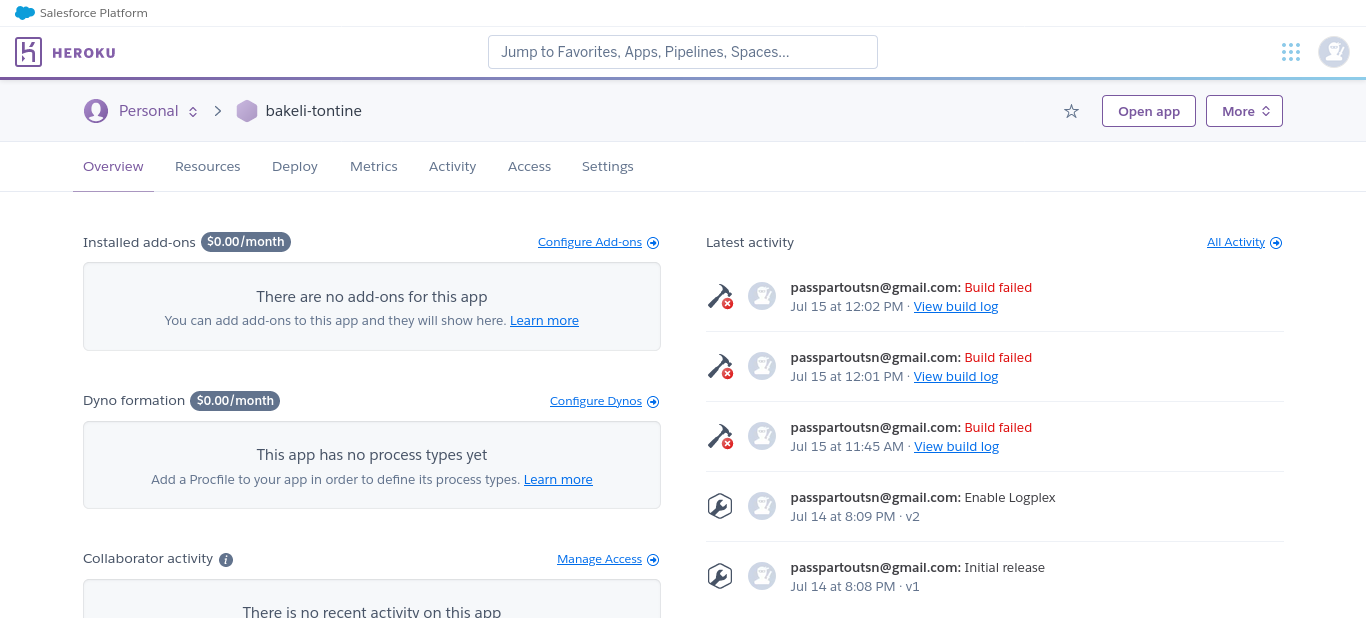 Salesforce Platform
HEROKU
Jump to Favorites, Apps, Pipelines, Spaces...
Personal
bakeli-tontine
Open app
More
Overview
Resources
Deploy
Metrics
Activity
Access
Settings
Installed add-ons $0.00/month
Configure Add-ons
There are no add-ons for this app
You can add add-ons to this app and they will show here. Learn more
Dyno formation $0.00/month
Configure Dynos
This app has no process types yet
Add a Procfile to your app in order to define its process types. Learn more
Collaborator activity i
Manage Access
There is no recent activity on this app
Latest activity
All Activity
passpartoutsn@gmail.com: Build failed
Jul 15 at 12:02 PM · View build log
passpartoutsn@gmail.com: Build failed
Jul 15 at 12:01 PM · View build log
passpartoutsn@gmail.com: Build failed
Jul 15 at 11:45 AM · View build log
passpartoutsn@gmail.com: Enable Logplex
Jul 14 at 8:09 PM · v2
passpartoutsn@gmail.com: Initial release
Jul 14 at 8:08 PM · v1